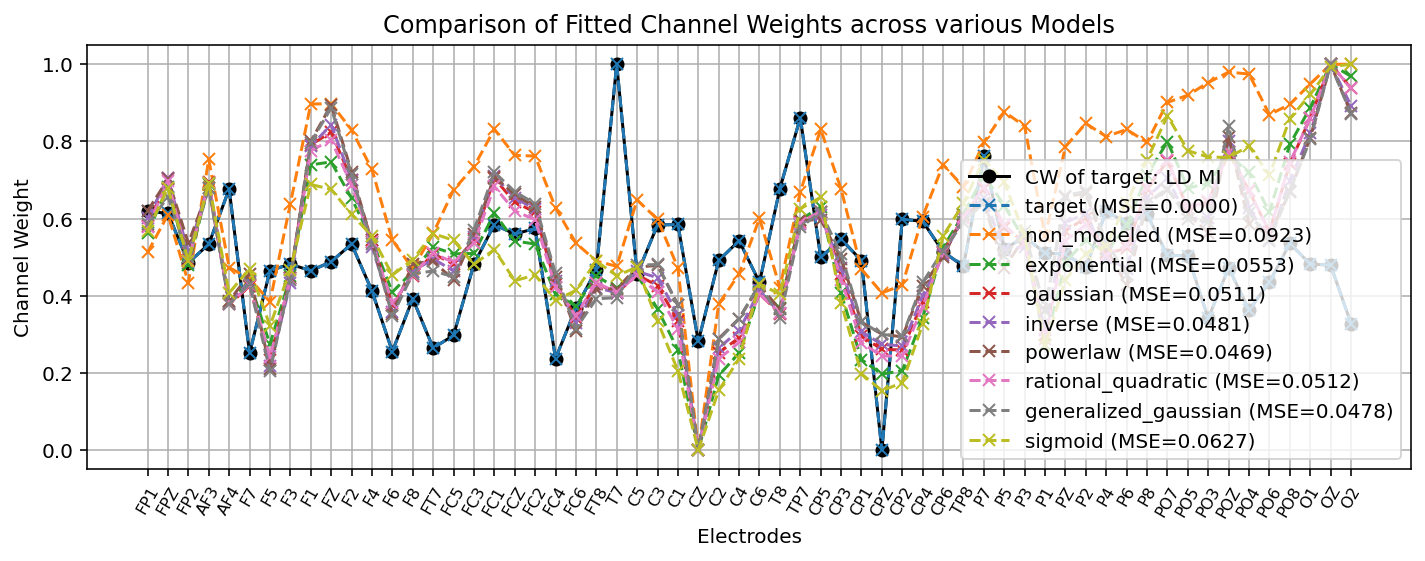 Comparison of Fitted Channel Weights across various Models
Channel Weight
1.0
0.8
0.6
0.4
0.2
0.0
CW of target: LD MI
target (MSE=0.0000)
non_modeled (MSE=0.0923)
exponential (MSE=0.0553)
gaussian (MSE=0.0511)
inverse (MSE=0.0481)
powerlaw (MSE=0.0469)
rational_quadratic (MSE=0.0512)
generalized_gaussian (MSE=0.0478)
sigmoid (MSE=0.0627)
FP1 FPZ FP2 AF3 AF4 F7 F5 F3 F1 FZ F2 F4 F6 F8 FT7 FC5 FC3 FC1 FCZ FC2 FC4 FC6 FT8 T7 C5 C3 C1 CZ C2 C4 C6 T8 TP7 CP5 CP3 CP1 CPZ CP2 CP4 CP6 TP8 P7 P5 P3 P1 PZ P2 P4 P6 P8 PO7 PO5 PO3 POZ PO4 PO6 PO8 O1 OZ O2
Electrodes